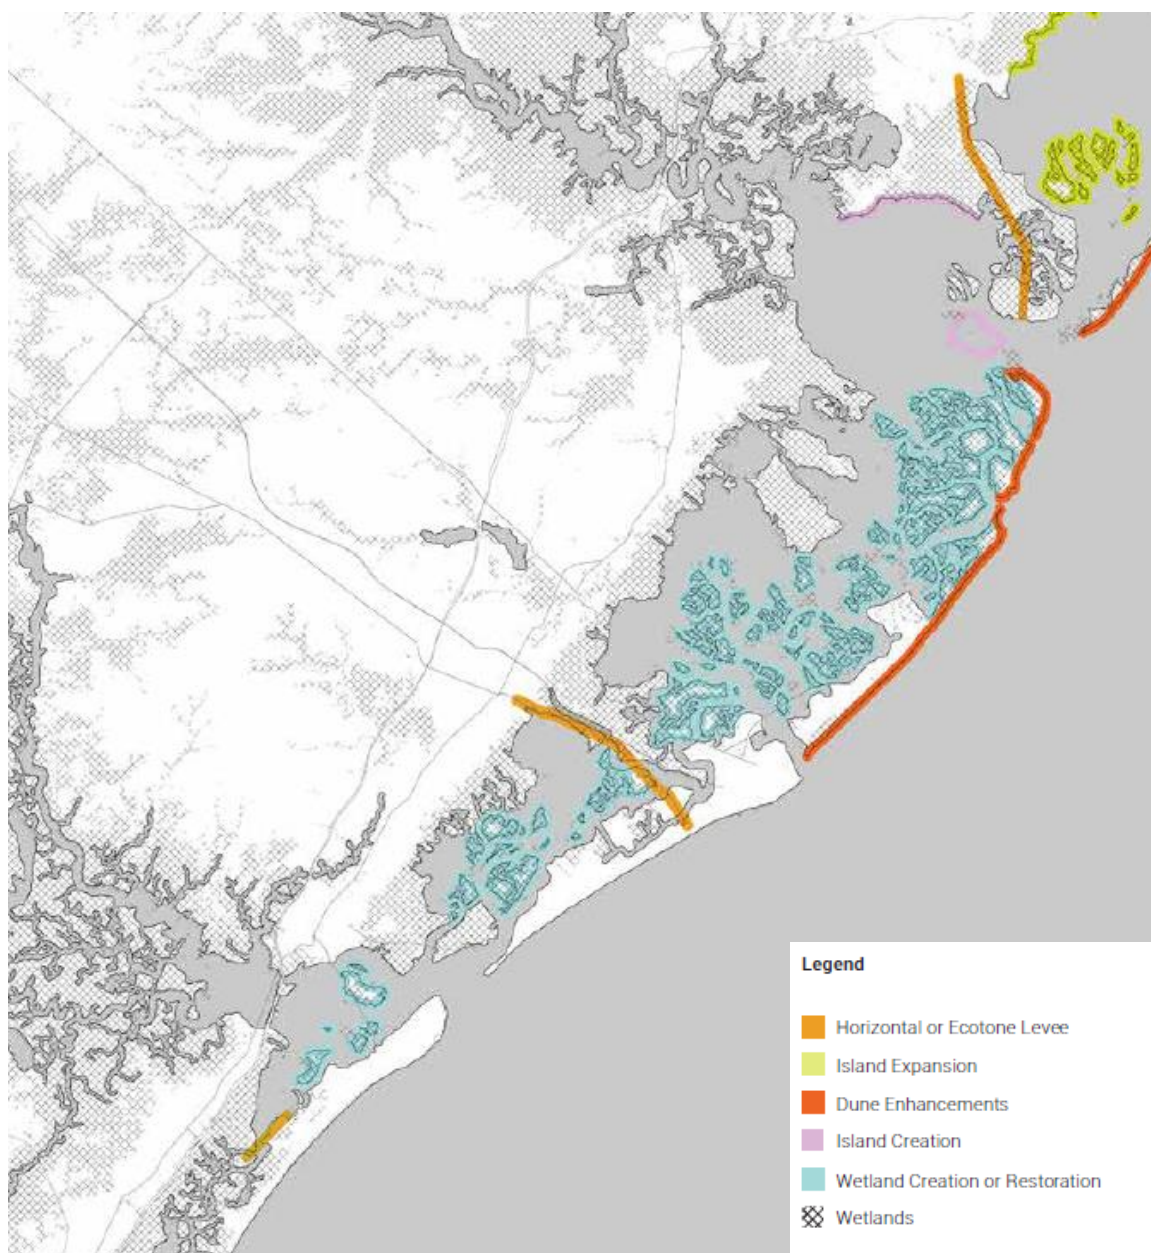 Legend
Horizontal or Ecotone Levee
Island Expansion
Dune Enhancements
Island Creation
Wetland Creation or Restoration
Wetlands